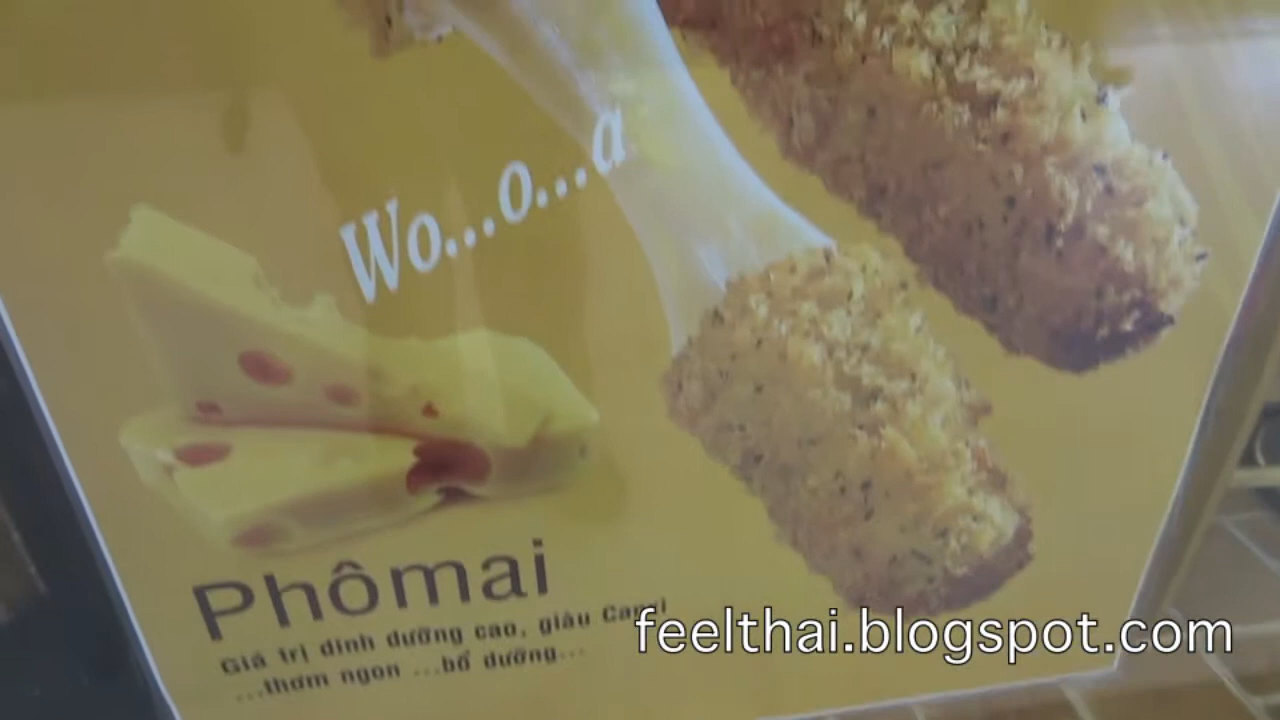 Wo...o...a
Phômai
Giá trị dinh dưỡng cao, giàu Canxi
...thơm ngon ...bổ dưỡng...
feelthai.blogspot.com